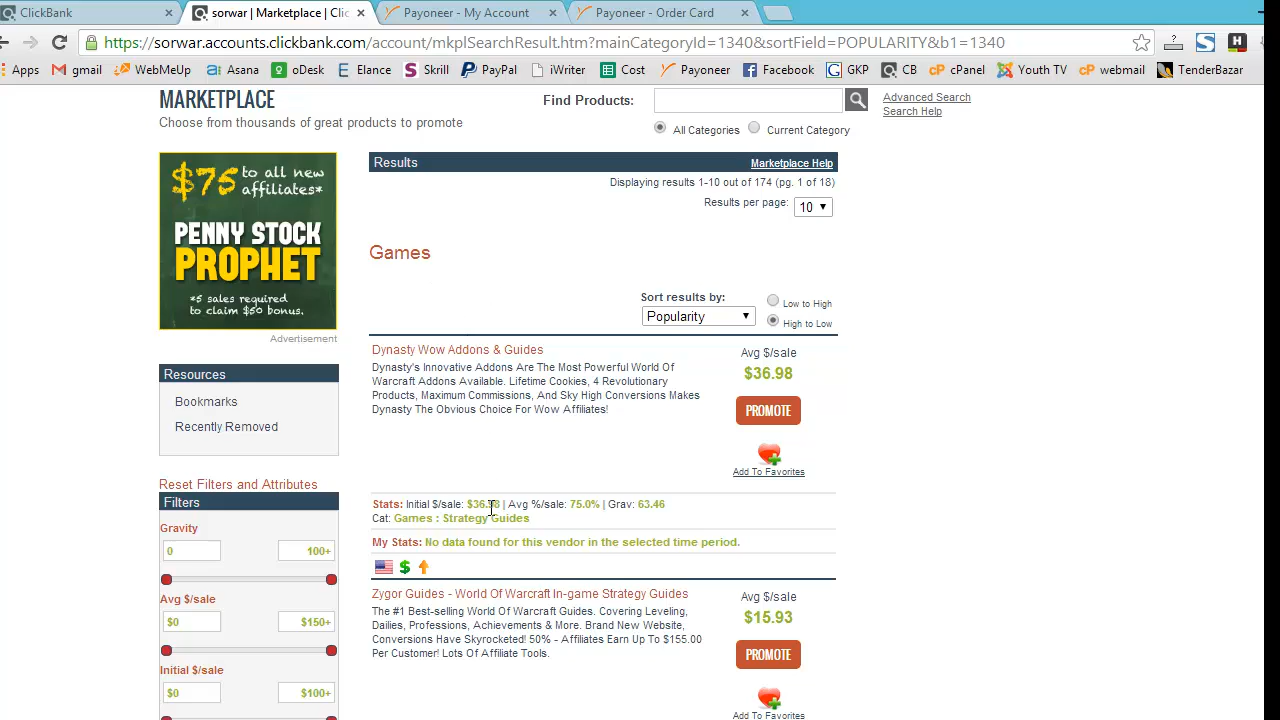 ClickBank
sorwar | Marketplace | Clic
Payoneer - My Account
Payoneer - Order Card
https://sorwar.accounts.clickbank.com/account/mkplSearchResult.htm?mainCategoryId=1340&sortField=POPULARITY&b1=1340
Apps gmail WebMeUp Asana oDesk Elance Skrill PayPal iWriter Cost Payoneer Facebook GKP CB cPanel Youth TV webmail TenderBazar
MARKETPLACE
Choose from thousands of great products to promote
Find Products:
Advanced Search
Search Help
All Categories Current Category
$75 to all new
affiliates*
PENNY STOCK
PROPHET
*5 sales required
to claim $50 bonus.
Advertisement
Resources
Bookmarks
Recently Removed
Reset Filters and Attributes
Filters
Gravity
0 100+
Avg $/sale
$0 $150+
Initial $/sale
$0 $100+
Results Marketplace Help
Displaying results 1-10 out of 174 (pg. 1 of 18)
Results per page: 10
Games
Sort results by:
Popularity
Low to High
High to Low
Dynasty Wow Addons & Guides
Dynasty's Innovative Addons Are The Most Powerful World Of
Warcraft Addons Available. Lifetime Cookies, 4 Revolutionary
Products, Maximum Commissions, And Sky High Conversions Makes
Dynasty The Obvious Choice For Wow Affiliates!
Avg $/sale
$36.98
PROMOTE
Add To Favorites
Stats: Initial $/sale: $36.98 | Avg %/sale: 75.0% | Grav: 63.46
Cat: Games : Strategy Guides
My Stats: No data found for this vendor in the selected time period.
Zygor Guides - World Of Warcraft In-game Strategy Guides
The #1 Best-selling World Of Warcraft Guides. Covering Leveling,
Dailies, Professions, Achievements & More. Brand New Website,
Conversions Have Skyrocketed! 50% - Affiliates Earn Up To $155.00
Per Customer! Lots Of Affiliate Tools.
Avg $/sale
$15.93
PROMOTE
Add To Favorites